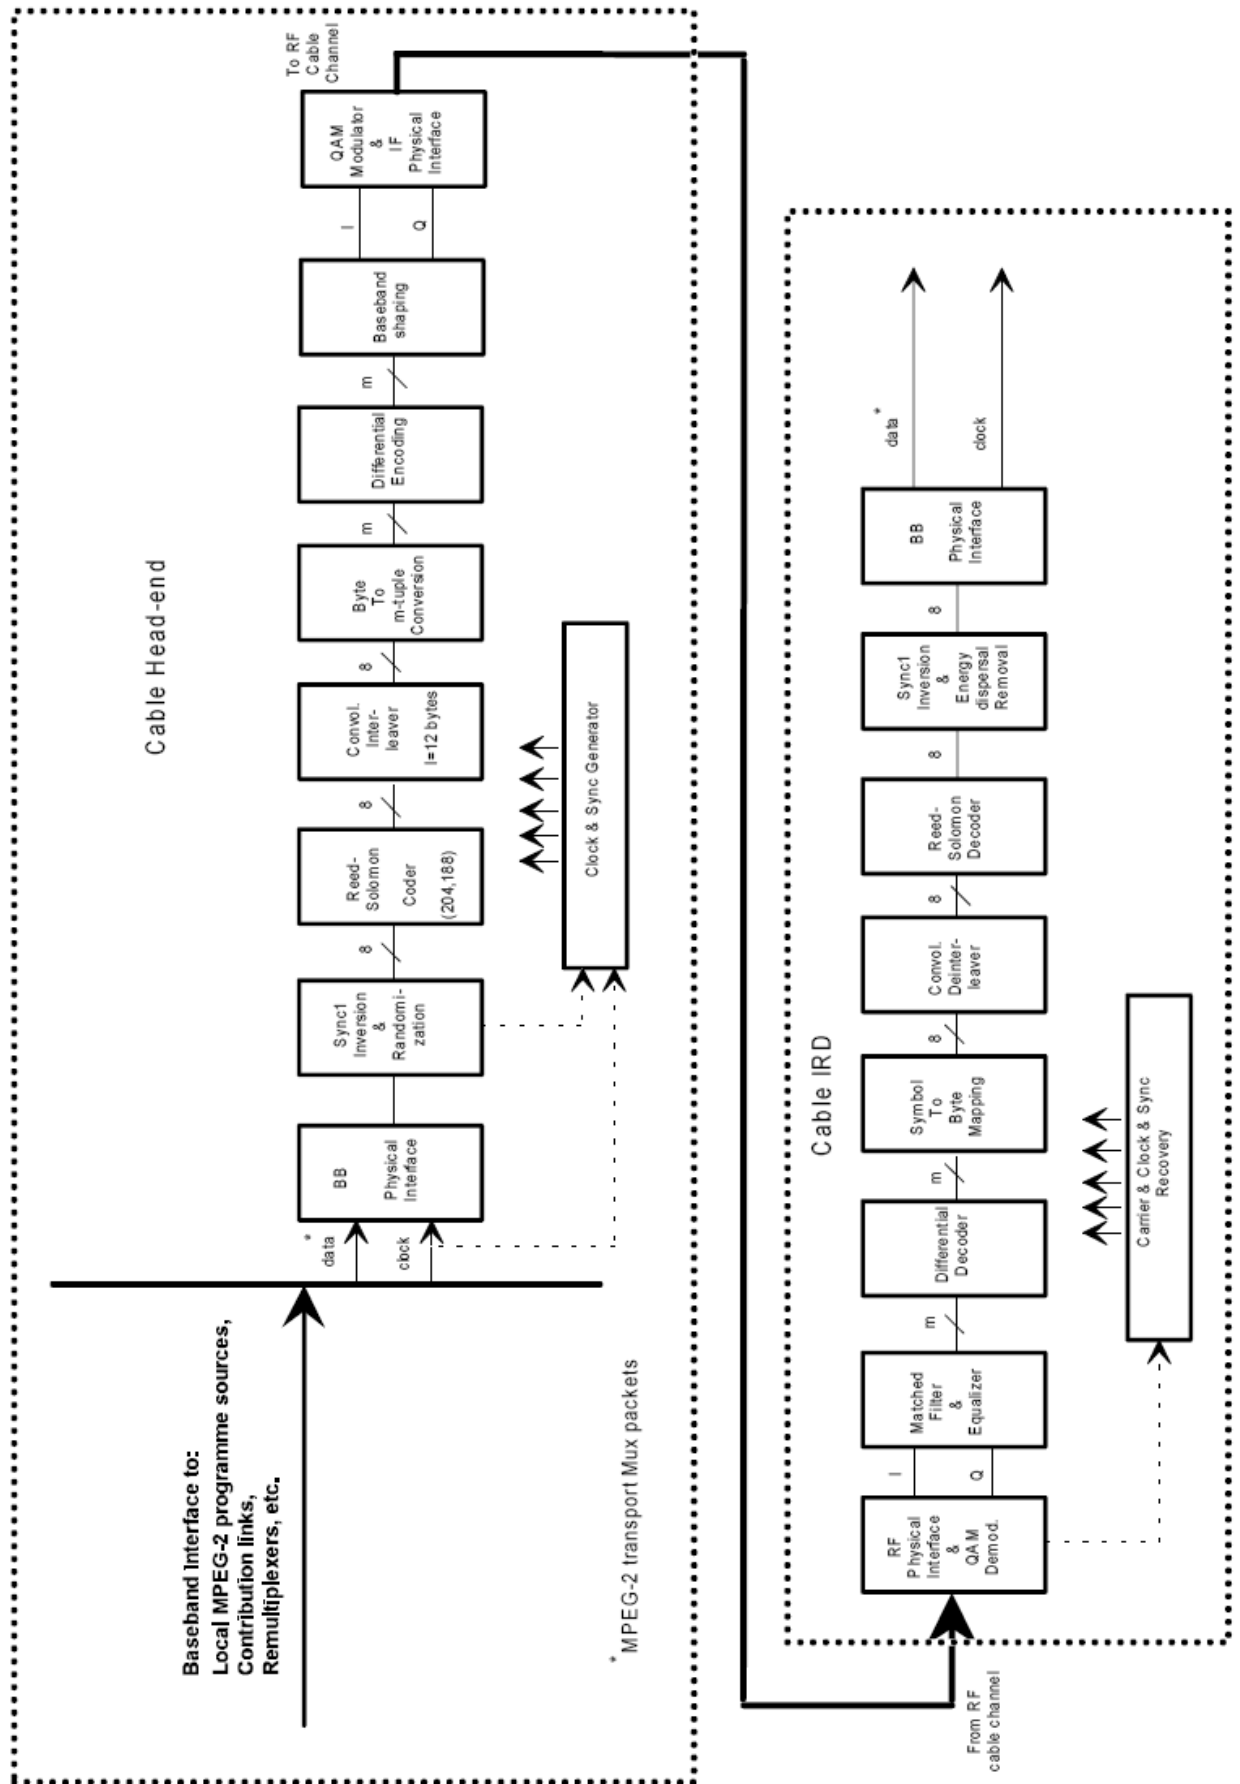 Cable Head-end
Baseband Interface to:
Local MPEG-2 programme sources,
Contribution links,
Remultiplexers, etc.
data
*
clock
BB
Physical
Interface
Sync1
Inversion
&
Randomi-
zation
8
Reed-
Solomon
Coder
(204,188)
8
Convol.
Inter-
leaver
I=12 bytes
8
Byte
To
m-tuple
Conversion
m
Differential
Encoding
m
Baseband
shaping
I
Q
QAM
Modulator
&
IF
Physical
Interface
To RF
Cable
Channel
Clock & Sync Generator
* MPEG-2 transport Mux packets
Cable IRD
From RF
cable channel
RF
Physical
Interface
&
QAM
Demod.
I
Q
Matched
Filter
&
Equalizer
m
Differential
Decoder
m
Symbol
To
Byte
Mapping
8
Convol.
Deinter-
leaver
8
Reed-
Solomon
Decoder
8
Sync1
Inversion
&
Energy
dispersal
Removal
8
BB
Physical
Interface
data
*
clock
Carrier & Clock & Sync
Recovery